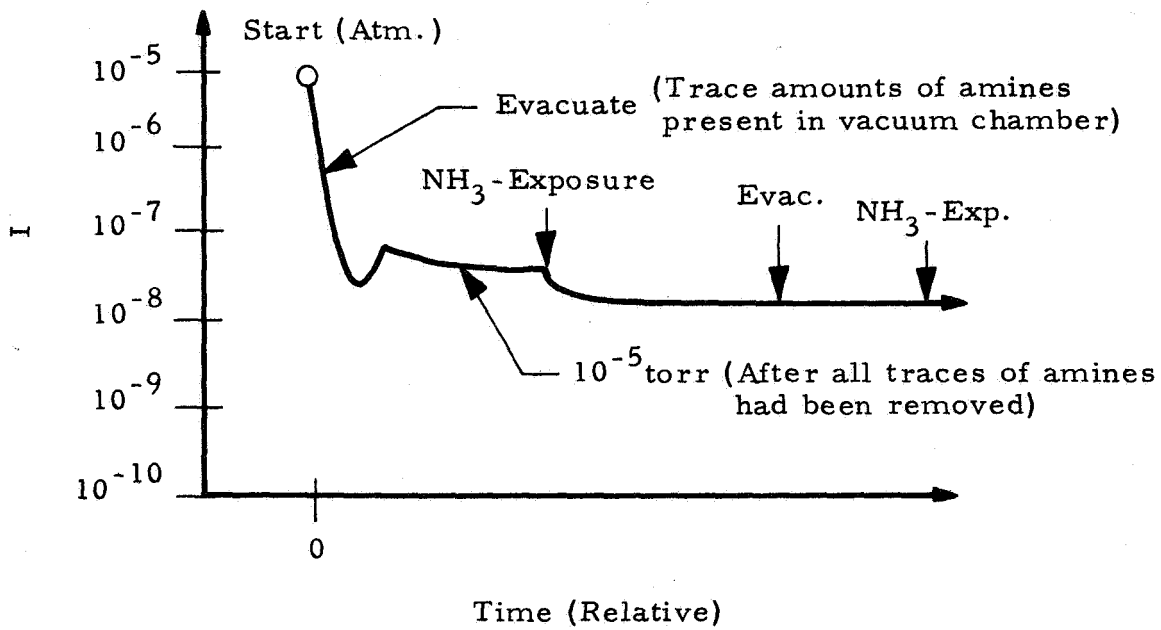 Start (Atm.)
10⁻⁵
Evacuate (Trace amounts of amines
present in vacuum chamber)
10⁻⁶
NH₃-Exposure
Evac.
NH₃-Exp.
10⁻⁷
I
10⁻⁸
10⁻⁵ torr (After all traces of amines
had been removed)
10⁻⁹
10⁻¹⁰
0
Time (Relative)